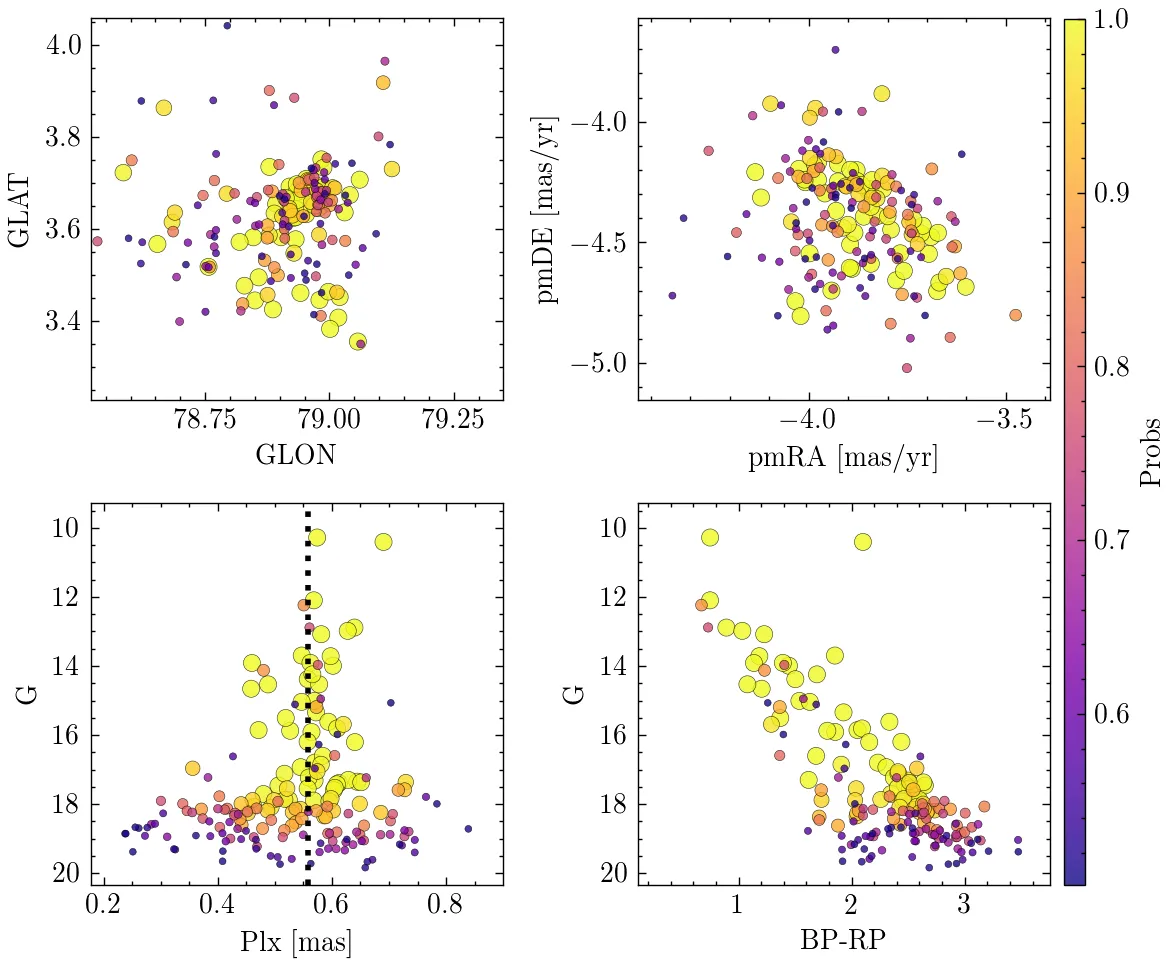 4.0
3.8
3.6
3.4
GLAT
78.75 79.00 79.25
GLON
−4.0
−4.5
−5.0
pmDE [mas/yr]
−4.0 −3.5
pmRA [mas/yr]
1.0
0.9
0.8
0.7
0.6
Probs
10
12
14
16
18
20
G
0.2 0.4 0.6 0.8
Plx [mas]
10
12
14
16
18
20
G
1 2 3
BP-RP